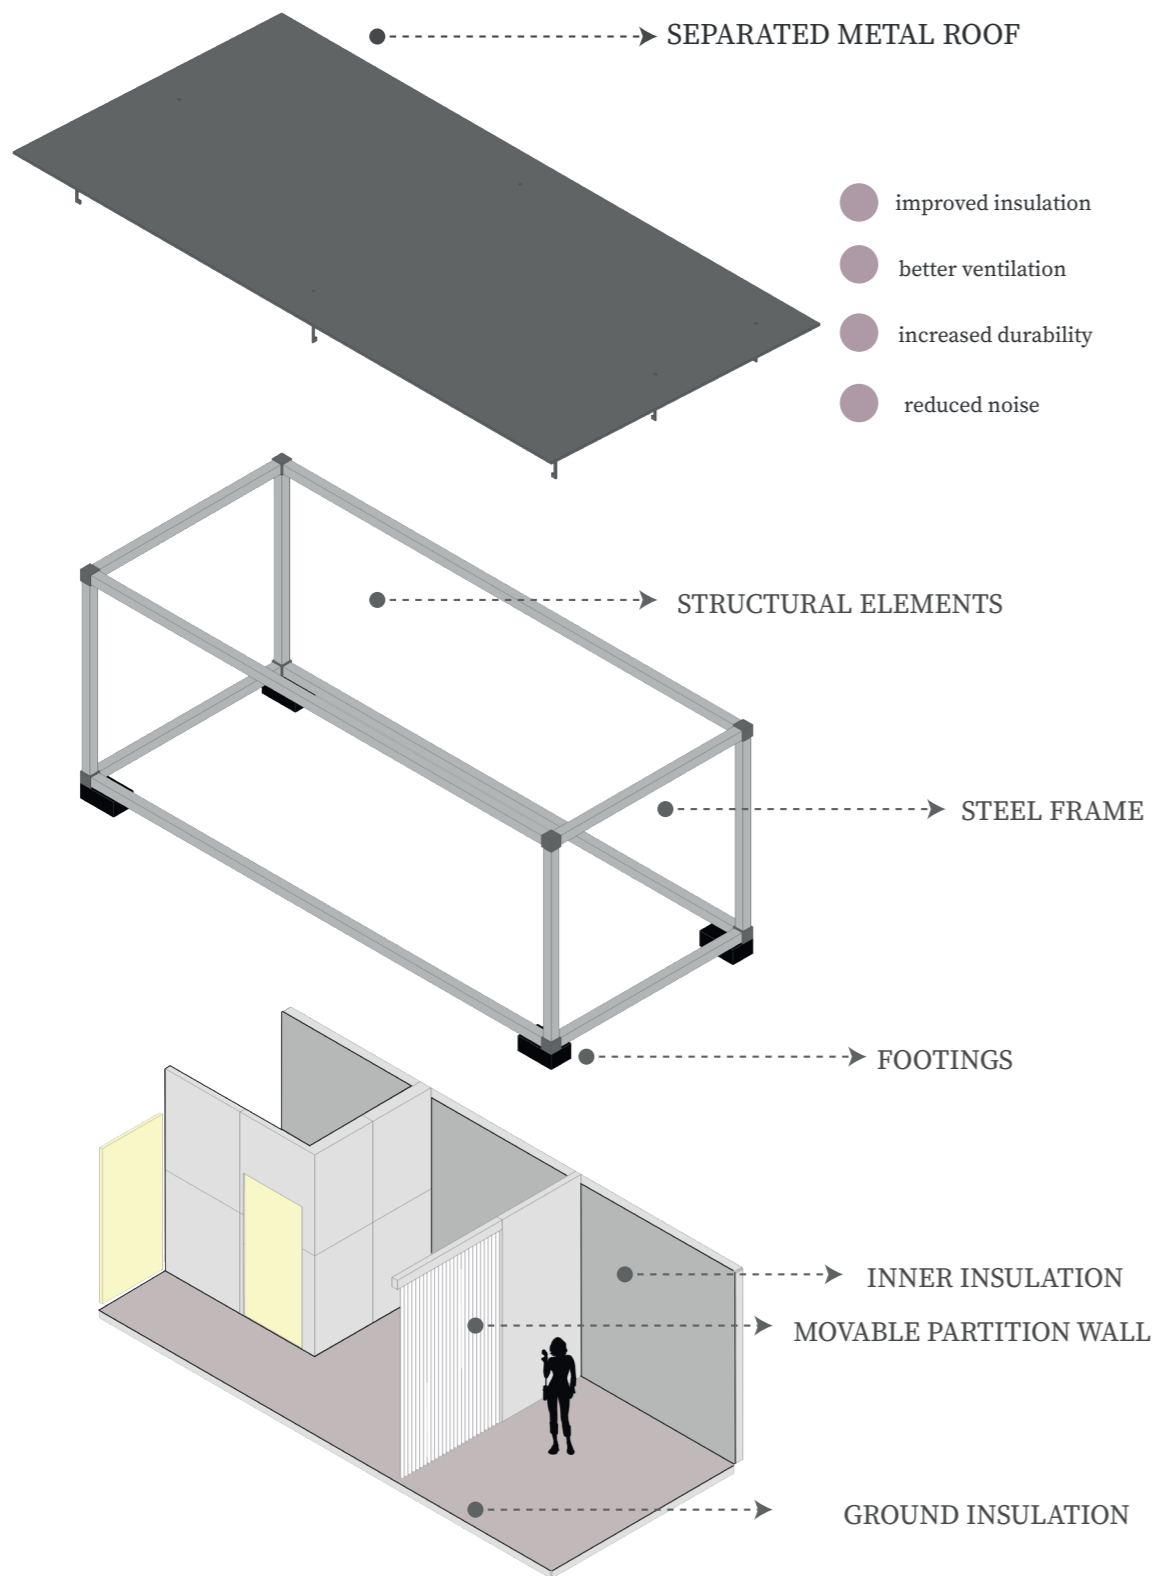 SEPARATED METAL ROOF
improved insulation
better ventilation
increased durability
reduced noise
STRUCTURAL ELEMENTS
STEEL FRAME
FOOTINGS
INNER INSULATION
MOVABLE PARTITION WALL
GROUND INSULATION